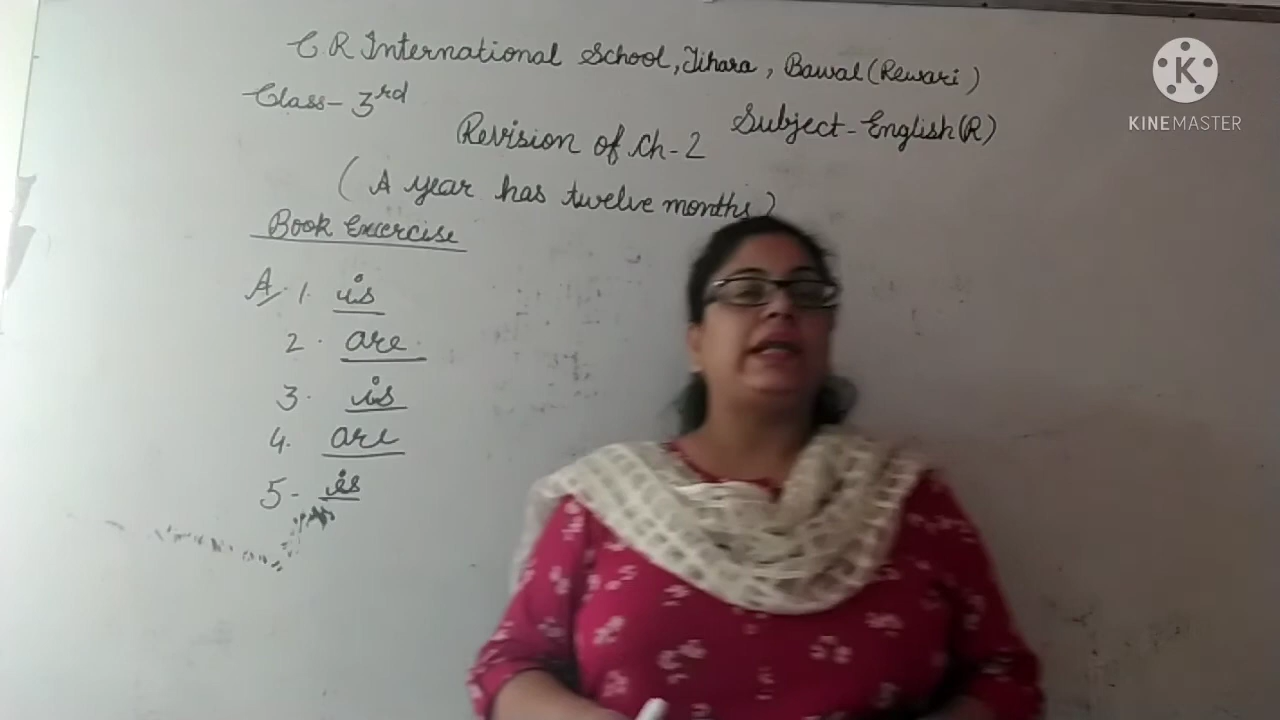 C R International School, Jihara, Bawal (Rewari)
Class - 3rd
Subject - English (R)
Revision of Ch - 2
(A year has twelve months)
Book Exercise
A. 1. is
2. are
3. is
4. are
5 - is
KINEMASTER